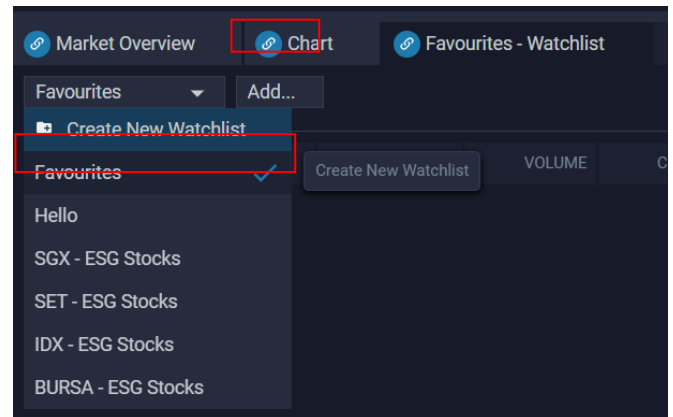 Market Overview Chart Favourites - Watchlist
Favourites Add...
Create New Watchlist
Favourites Create New Watchlist VOLUME C
Hello
SGX - ESG Stocks
SET - ESG Stocks
IDX - ESG Stocks
BURSA - ESG Stocks